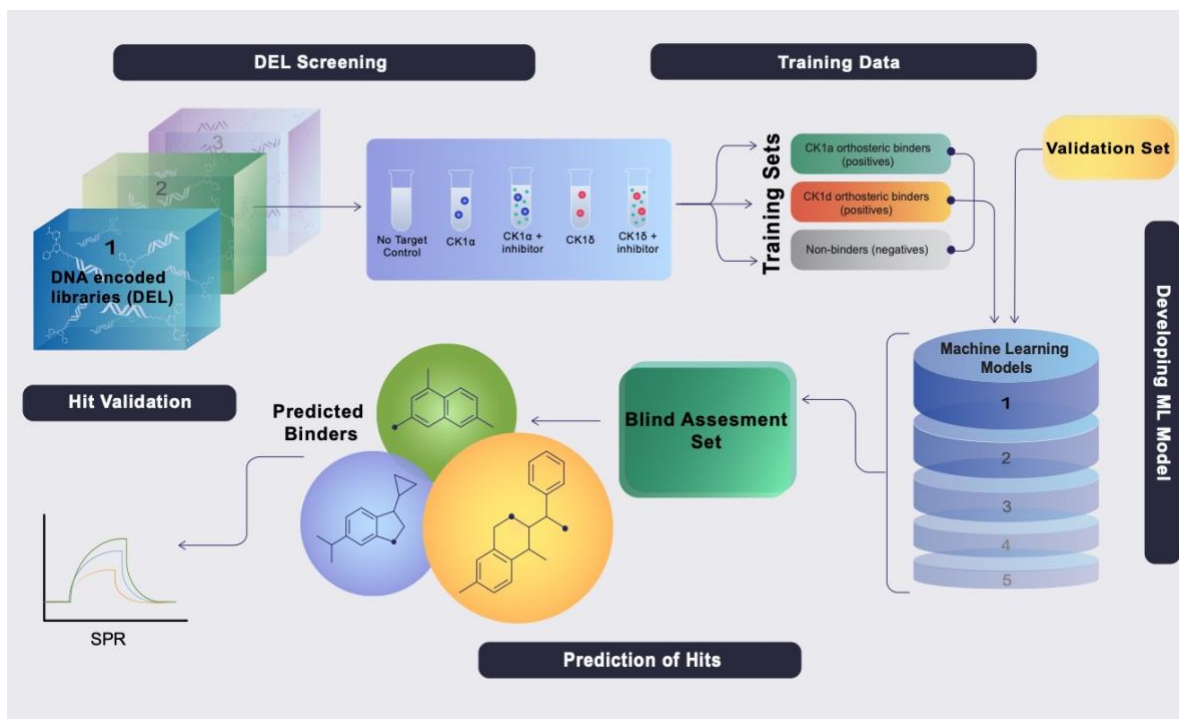 DEL Screening
Training Data
3
2
1
DNA encoded
libraries (DEL)
No Target
Control
CK1α
CK1α +
inhibitor
CK1δ
CK1δ +
inhibitor
Training Sets
CK1a orthosteric binders
(positives)
CK1d orthosteric binders
(positives)
Non-binders (negatives)
Validation Set
Developing ML Model
Machine Learning
Models
1
2
3
4
5
Blind Assesment
Set
Predicted
Binders
Hit Validation
SPR
Prediction of Hits